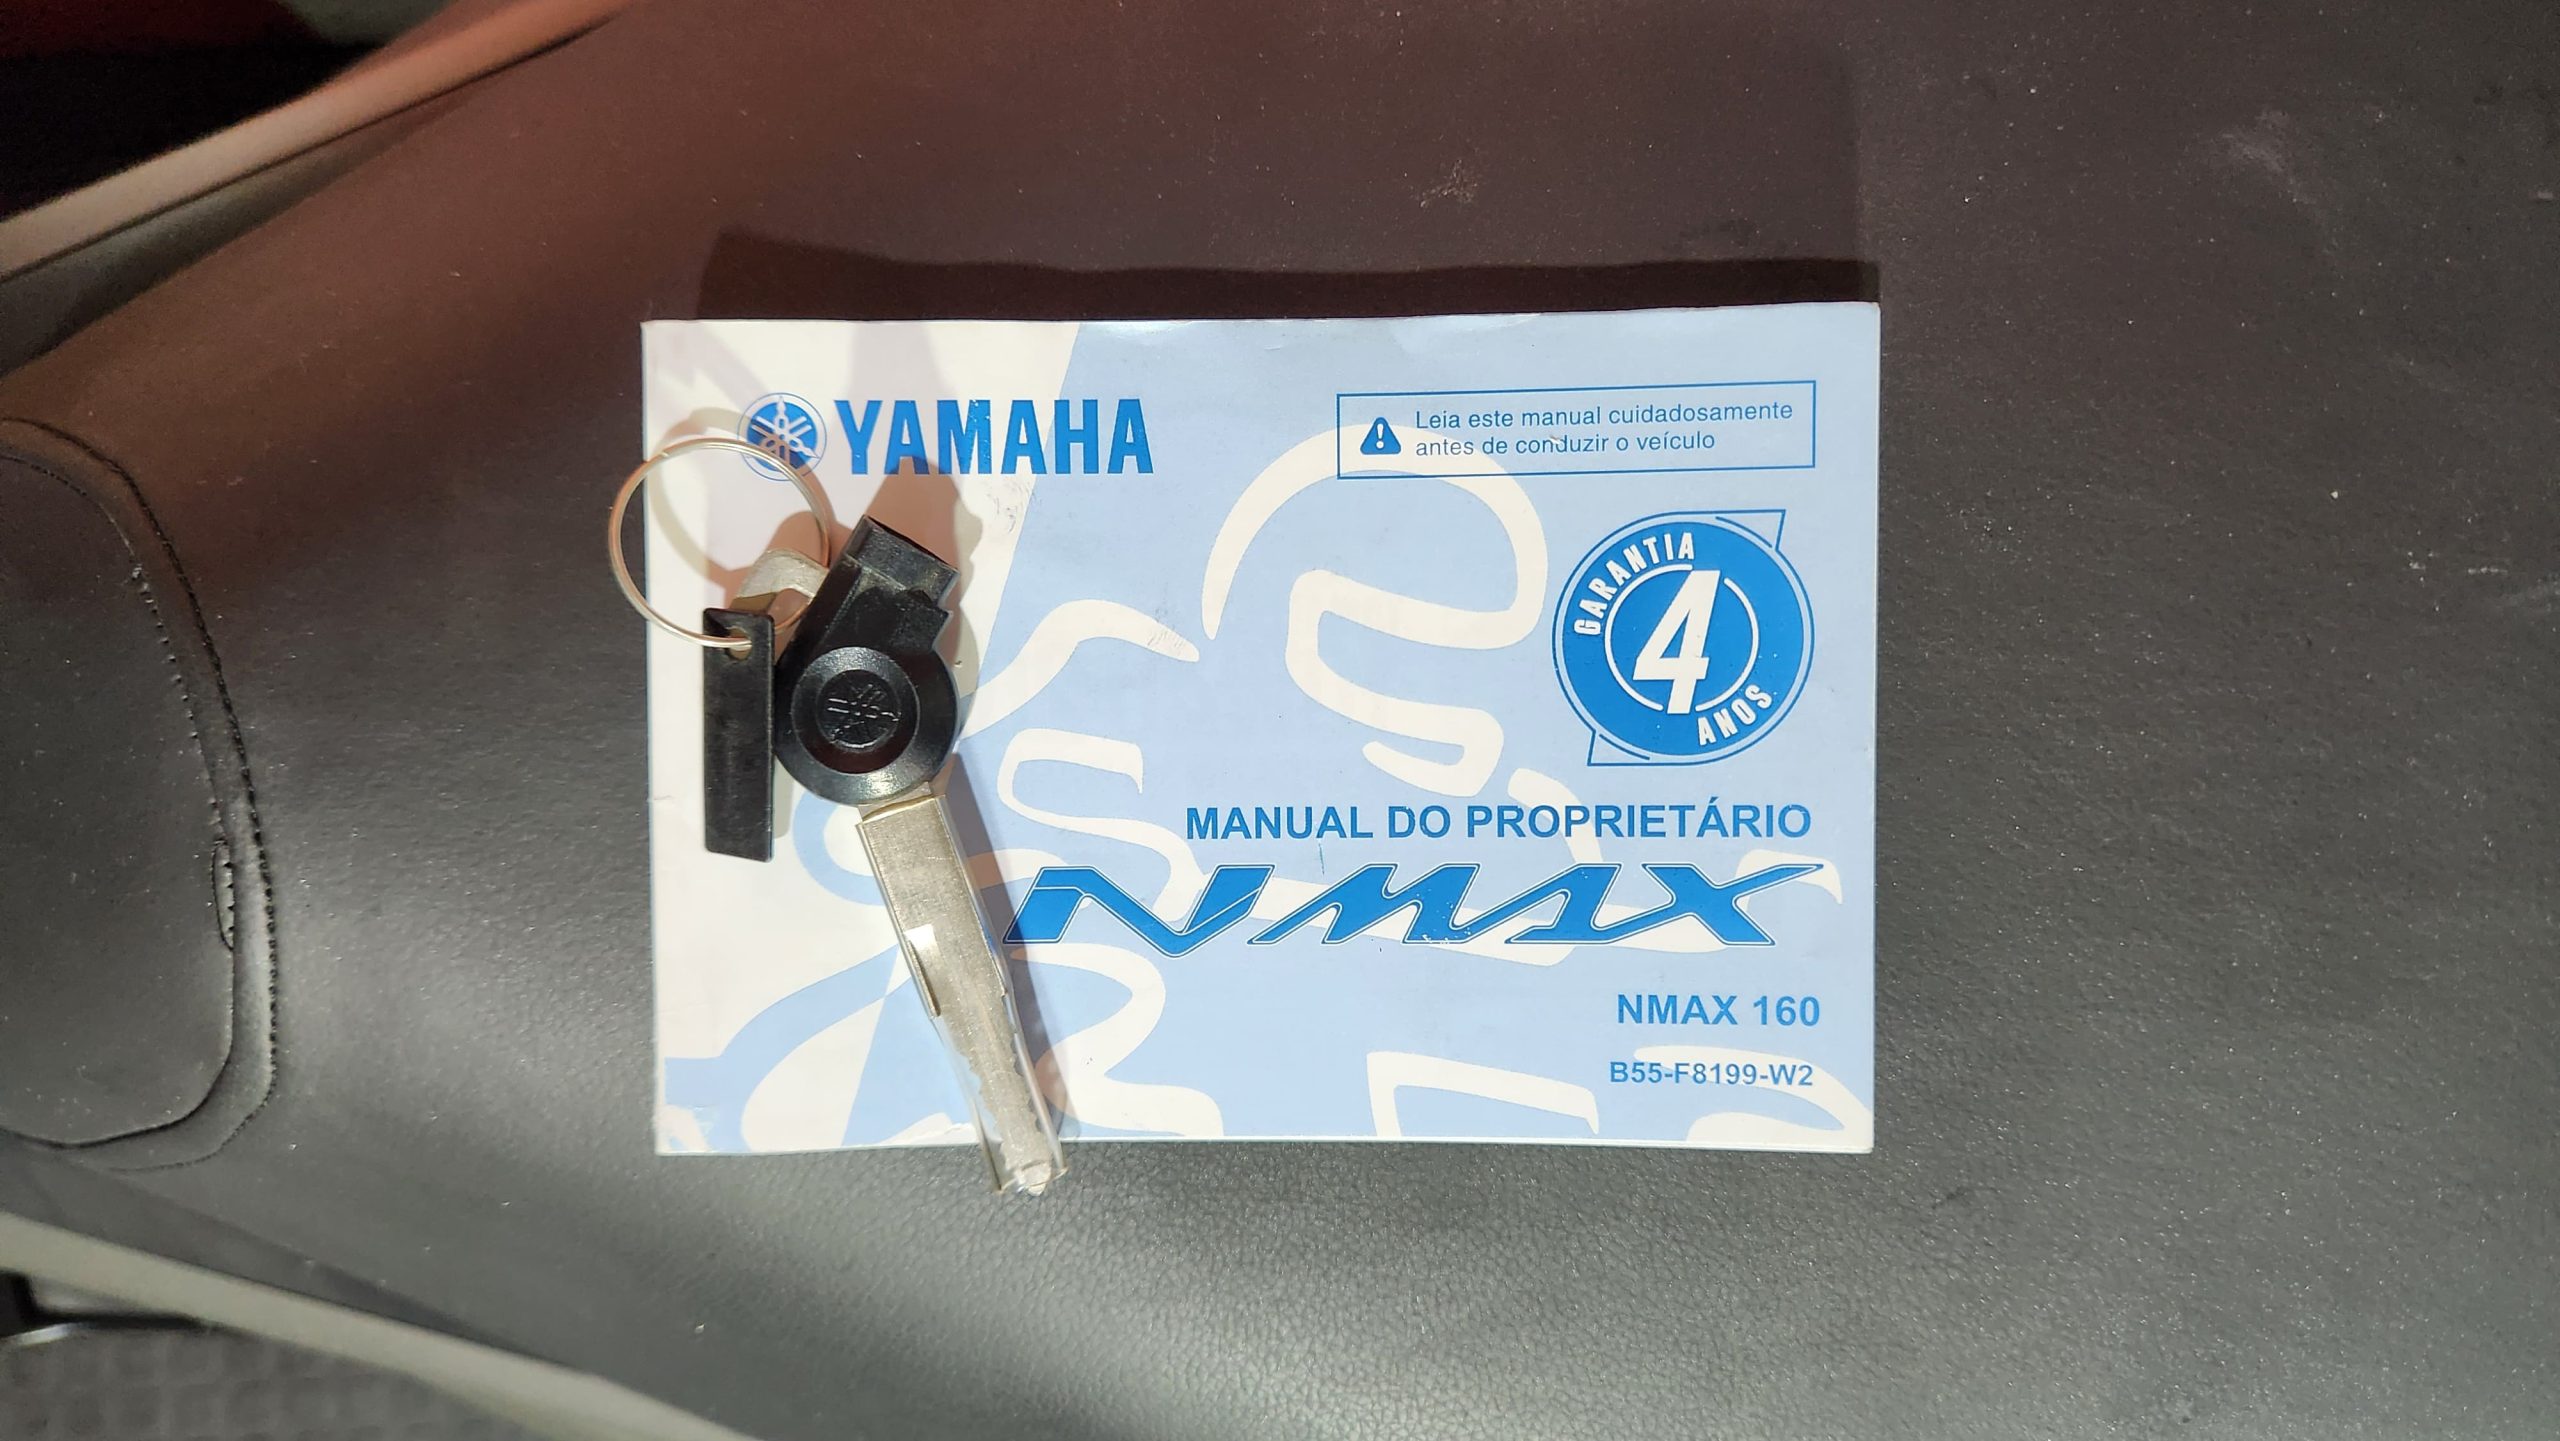 YAMAHA
Leia este manual cuidadosamente
antes de conduzir o veículo
GARANTIA
4
ANOS
MANUAL DO PROPRIETÁRIO
NMAX
NMAX 160
B55-F8199-W2